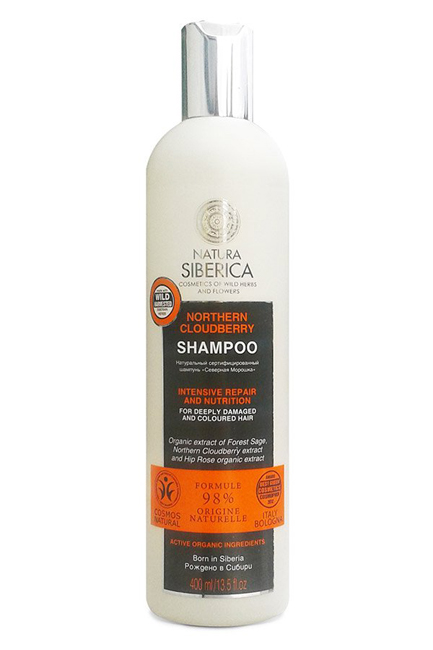 NATURA
SIBERICA
COSMETICS OF WILD HERBS
AND FLOWERS
WILD
HARVESTED
NORTHERN
CLOUDBERRY
SHAMPOO
Натуральный сертифицированный
шампунь «Северная Морошка»
INTENSIVE REPAIR
AND NUTRITION
FOR DEEPLY DAMAGED
AND COLOURED HAIR
Organic extract of Forest Sage,
Northern Cloudberry extract
and Hip Rose organic extract
COSMOS
NATURAL
FORMULE
98%
ORIGINE
NATURELLE
ITALY
BOLOGNA
ACTIVE ORGANIC INGREDIENTS
Born in Siberia
Рождено в Сибири
400 ml/13.5 fl.oz